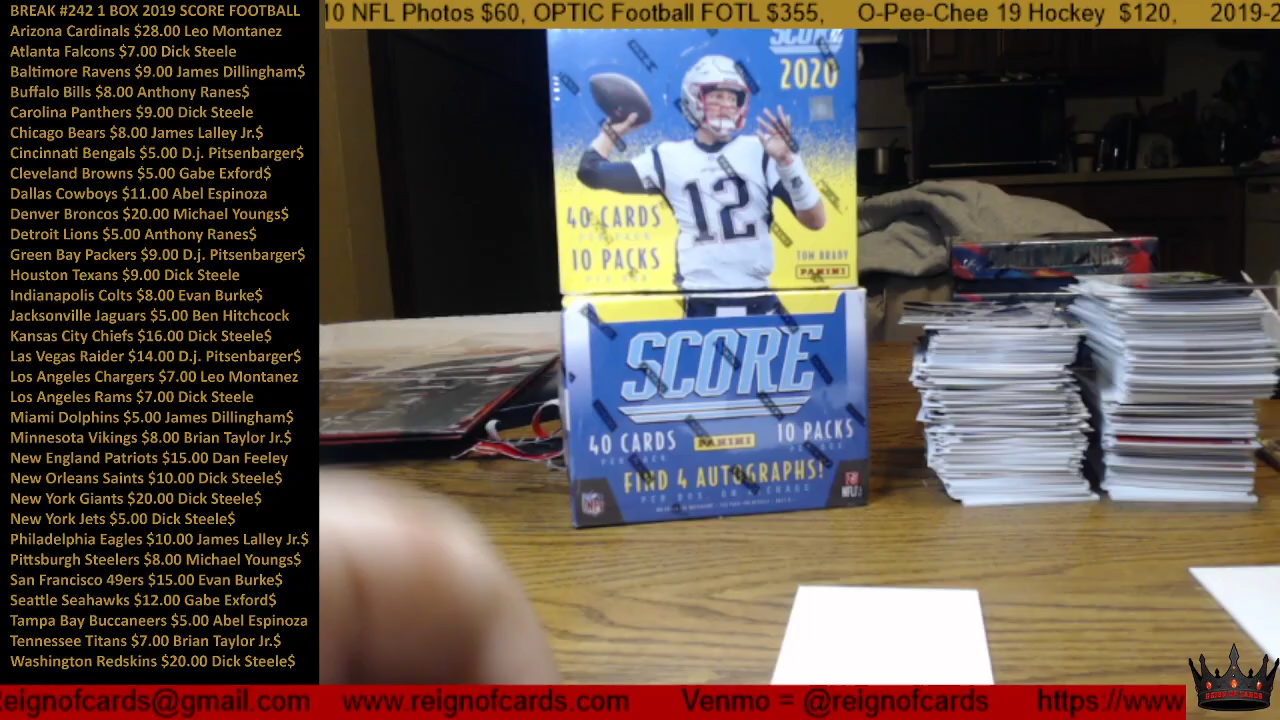 BREAK #242 1 BOX 2019 SCORE FOOTBALL
Arizona Cardinals $28.00 Leo Montanez
Atlanta Falcons $7.00 Dick Steele
Baltimore Ravens $9.00 James Dillingham$
Buffalo Bills $8.00 Anthony Ranes$
Carolina Panthers $9.00 Dick Steele
Chicago Bears $8.00 James Lalley Jr.$
Cincinnati Bengals $5.00 D.j. Pitsenbarger$
Cleveland Browns $5.00 Gabe Exford$
Dallas Cowboys $11.00 Abel Espinoza
Denver Broncos $20.00 Michael Youngs$
Detroit Lions $5.00 Anthony Ranes$
Green Bay Packers $9.00 D.j. Pitsenbarger$
Houston Texans $9.00 Dick Steele
Indianapolis Colts $8.00 Evan Burke$
Jacksonville Jaguars $5.00 Ben Hitchcock
Kansas City Chiefs $16.00 Dick Steele$
Las Vegas Raider $14.00 D.j. Pitsenbarger$
Los Angeles Chargers $7.00 Leo Montanez
Los Angeles Rams $7.00 Dick Steele
Miami Dolphins $5.00 James Dillingham$
Minnesota Vikings $8.00 Brian Taylor Jr.$
New England Patriots $15.00 Dan Feeley
New Orleans Saints $10.00 Dick Steele$
New York Giants $20.00 Dick Steele$
New York Jets $5.00 Dick Steele$
Philadelphia Eagles $10.00 James Lalley Jr.$
Pittsburgh Steelers $8.00 Michael Youngs$
San Francisco 49ers $15.00 Evan Burke$
Seattle Seahawks $12.00 Gabe Exford$
Tampa Bay Buccaneers $5.00 Abel Espinoza
Tennessee Titans $7.00 Brian Taylor Jr.$
Washington Redskins $20.00 Dick Steele$
10 NFL Photos $60, OPTIC Football FOTL $355, O-Pee-Chee 19 Hockey $120, 2019-2
SCORE
2020
12
40 CARDS
10 PACKS
TOM BRADY
PANINI
SCORE
40 CARDS PANINI 10 PACKS
FIND 4 AUTOGRAPHS!
PER BOX, ON AVERAGE
NFL
Reignofcards@gmail.com www.reignofcards.com Venmo = @reignofcards https://www
REIGN OF CARDS